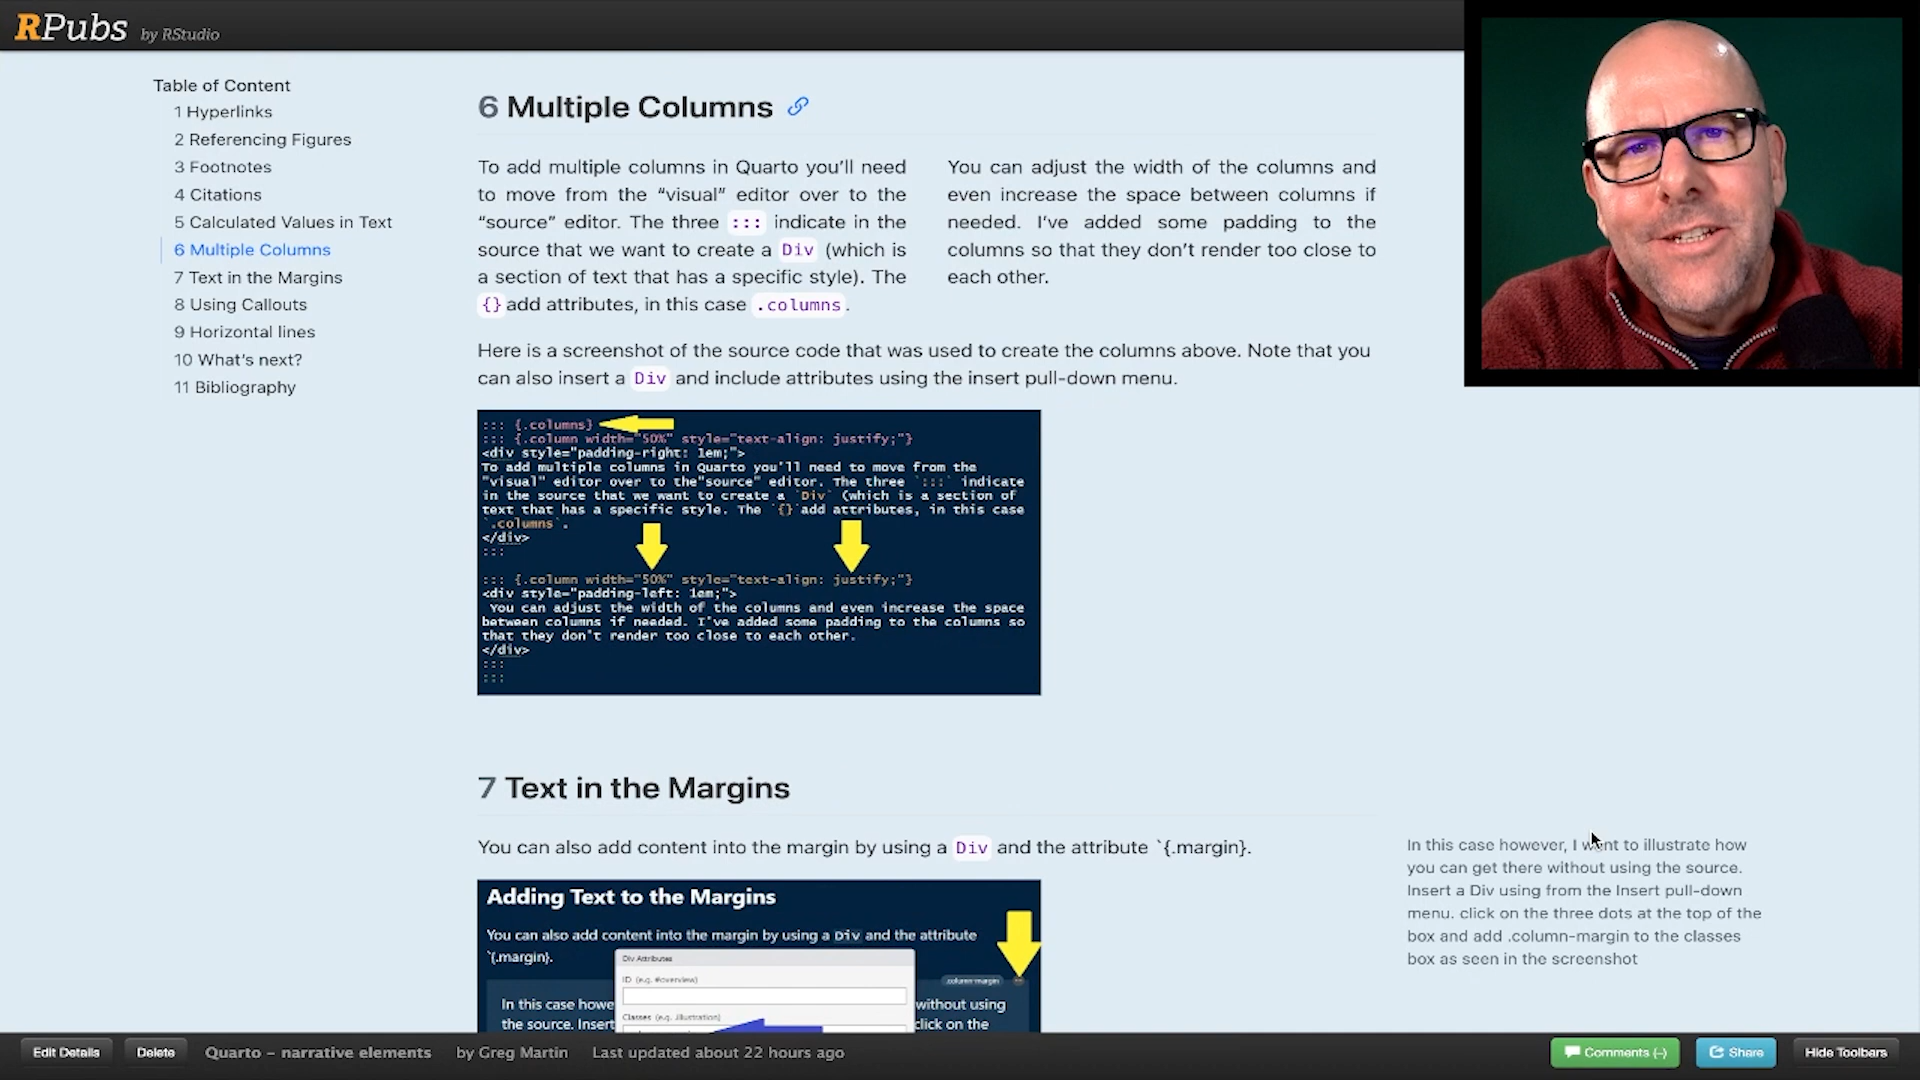 RPubs by RStudio
Table of Content
1 Hyperlinks
2 Referencing Figures
3 Footnotes
4 Citations
5 Calculated Values in Text
6 Multiple Columns
7 Text in the Margins
8 Using Callouts
9 Horizontal lines
10 What's next?
11 Bibliography
6 Multiple Columns
To add multiple columns in Quarto you'll need
to move from the “visual” editor over to the
“source” editor. The three ::: indicate in the
source that we want to create a Div (which is
a section of text that has a specific style). The
{} add attributes, in this case .columns.
You can adjust the width of the columns and
even increase the space between columns if
needed. I've added some padding to the
columns so that they don't render too close to
each other.
Here is a screenshot of the source code that was used to create the columns above. Note that you
can also insert a Div and include attributes using the insert pull-down menu.
::: {.columns}
::: {.column width="50%" style="text-align: justify;"}
<div style="padding-right: 1em;">
To add multiple columns in Quarto you'll need to move from the
"visual" editor over to the"source" editor. The three `:::` indicate
in the source that we want to create a `Div` (which is a section of
text that has a specific style. The `{}`add attributes, in this case
`.columns`.
</div>
:::
::: {.column width="50%" style="text-align: justify;"}
<div style="padding-left: 1em;">
You can adjust the width of the columns and even increase the space
between columns if needed. I've added some padding to the columns so
that they don't render too close to each other.
</div>
:::
:::
7 Text in the Margins
You can also add content into the margin by using a Div and the attribute `{.margin}.
In this case however, I want to illustrate how
you can get there without using the source.
Insert a Div using from the Insert pull-down
menu. click on the three dots at the top of the
box and add .column-margin to the classes
box as seen in the screenshot
Adding Text to the Margins
You can also add content into the margin by using a Div and the attribute
`{.margin}.
Div Attributes
.column-margin
ID (e.g. #overview)
In this case howe
without using
Classes (e.g. .illustration)
the source. Insert
click on the
Edit Details
Delete
Quarto – narrative elements
by Greg Martin
Last updated about 22 hours ago
Comments (–)
Share
Hide Toolbars